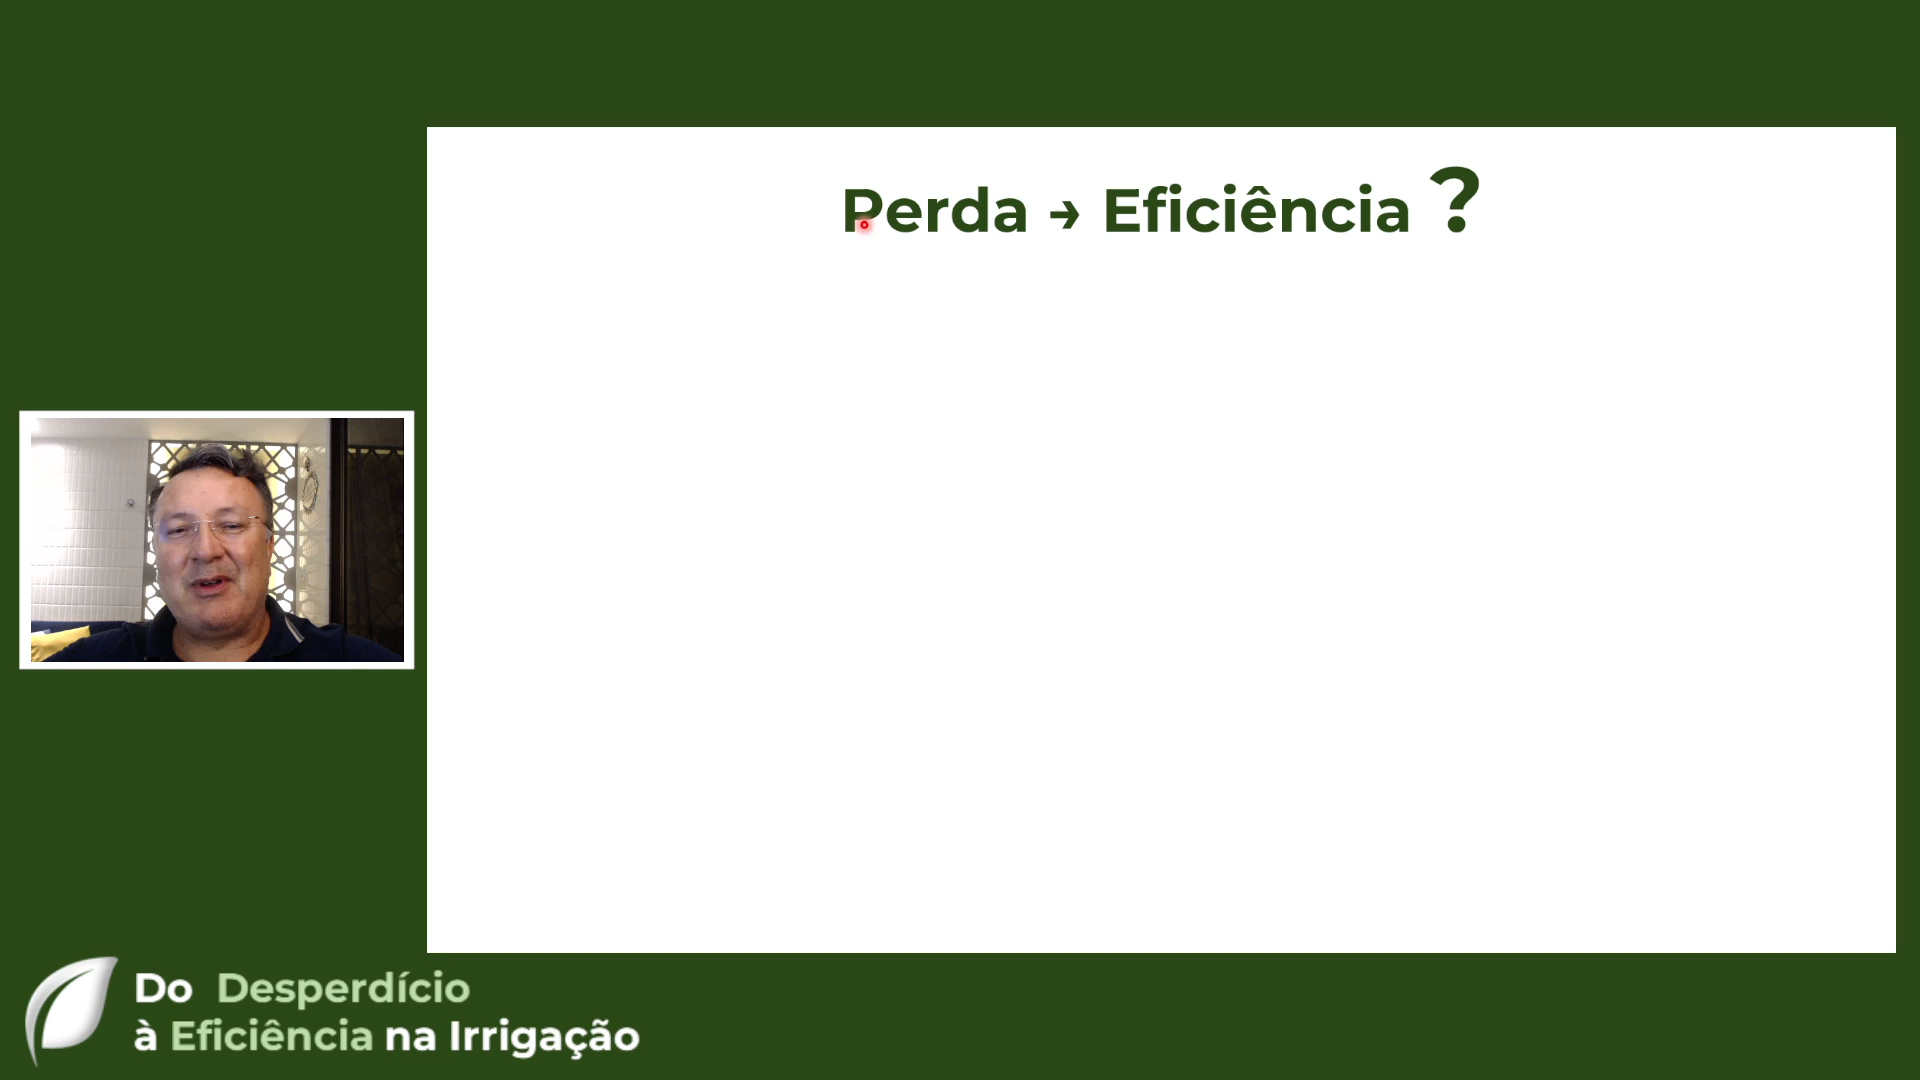 Perda → Eficiência ?
Do Desperdício
à Eficiência na Irrigação